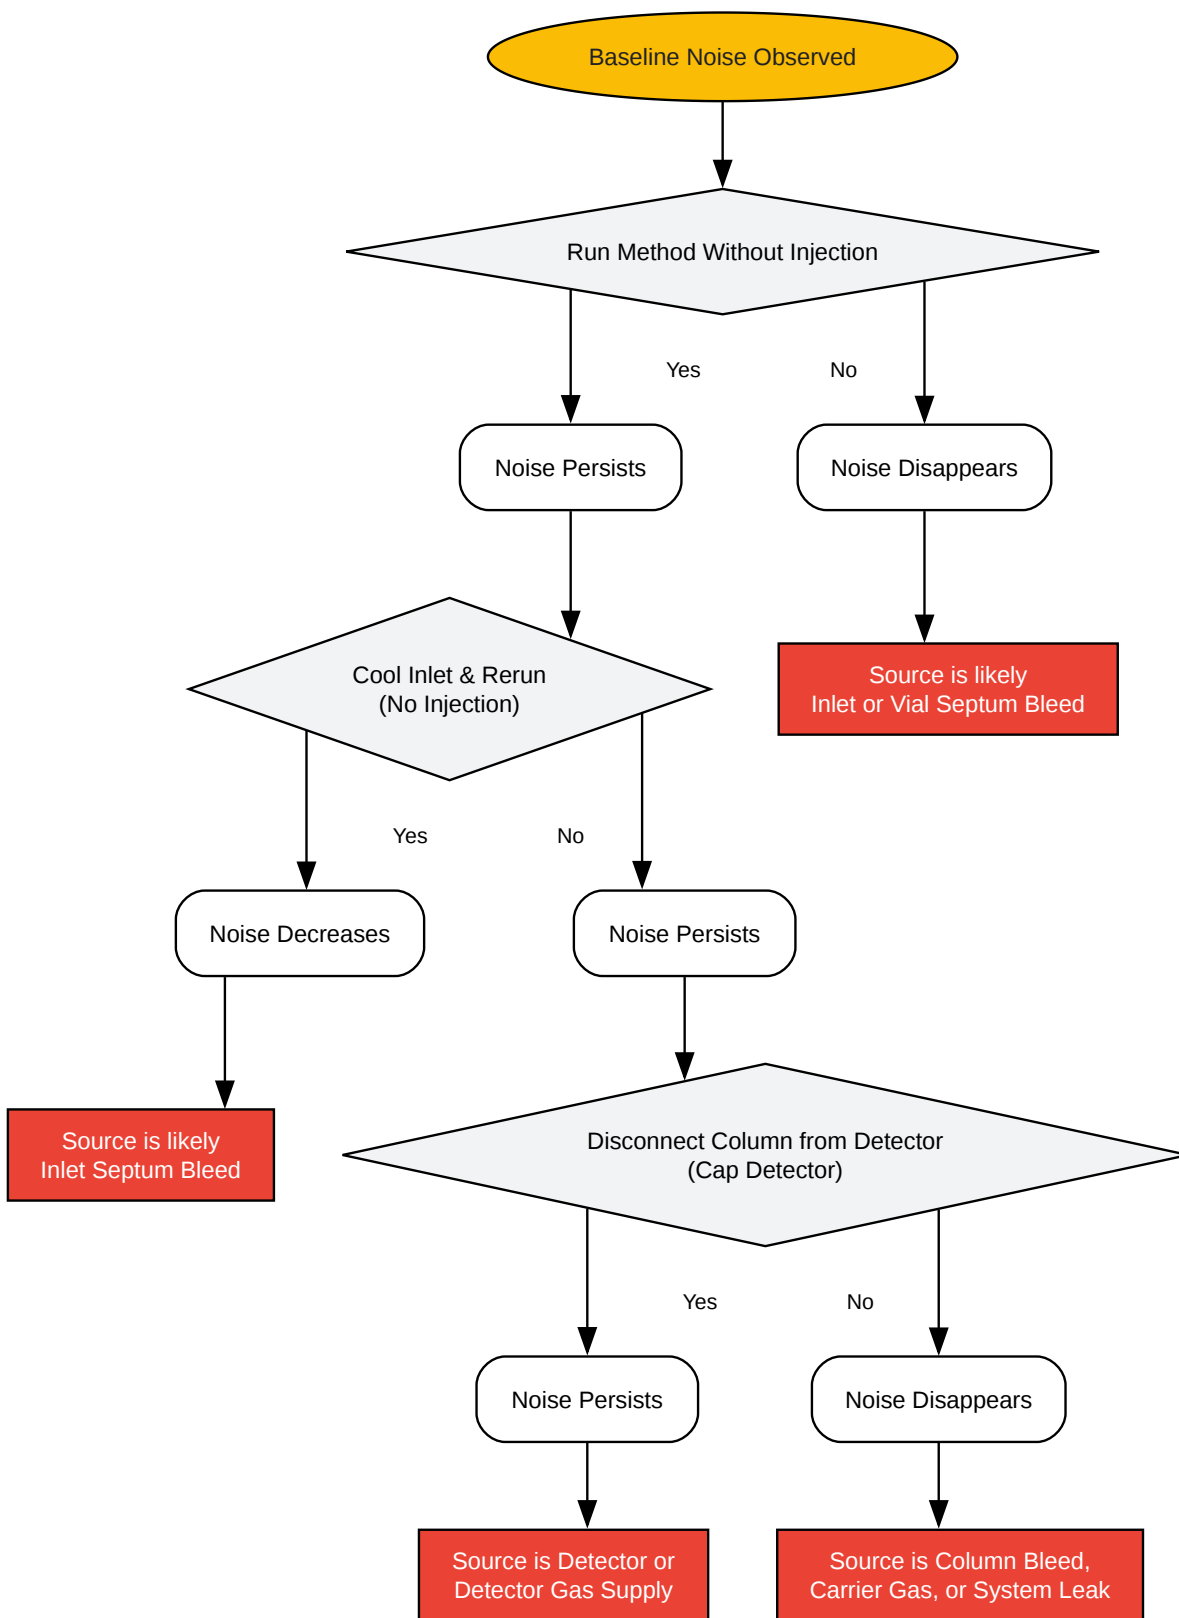 Baseline Noise Observed
Run Method Without Injection
Yes
No
Noise Persists
Noise Disappears
Cool Inlet & Rerun
(No Injection)
Source is likely
Inlet or Vial Septum Bleed
Yes
No
Noise Decreases
Noise Persists
Source is likely
Inlet Septum Bleed
Disconnect Column from Detector
(Cap Detector)
Yes
No
Noise Persists
Noise Disappears
Source is Detector or
Detector Gas Supply
Source is Column Bleed,
Carrier Gas, or System Leak